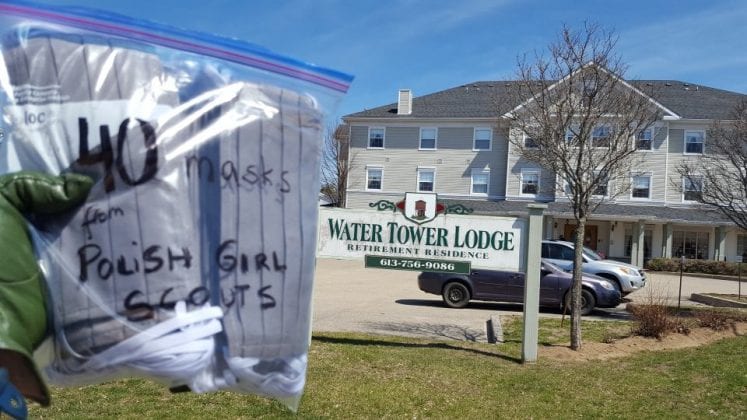 40 masks
from
POLISH GIRL
SCOUTS
WATER TOWER LODGE
RETIREMENT RESIDENCE
613-756-9086